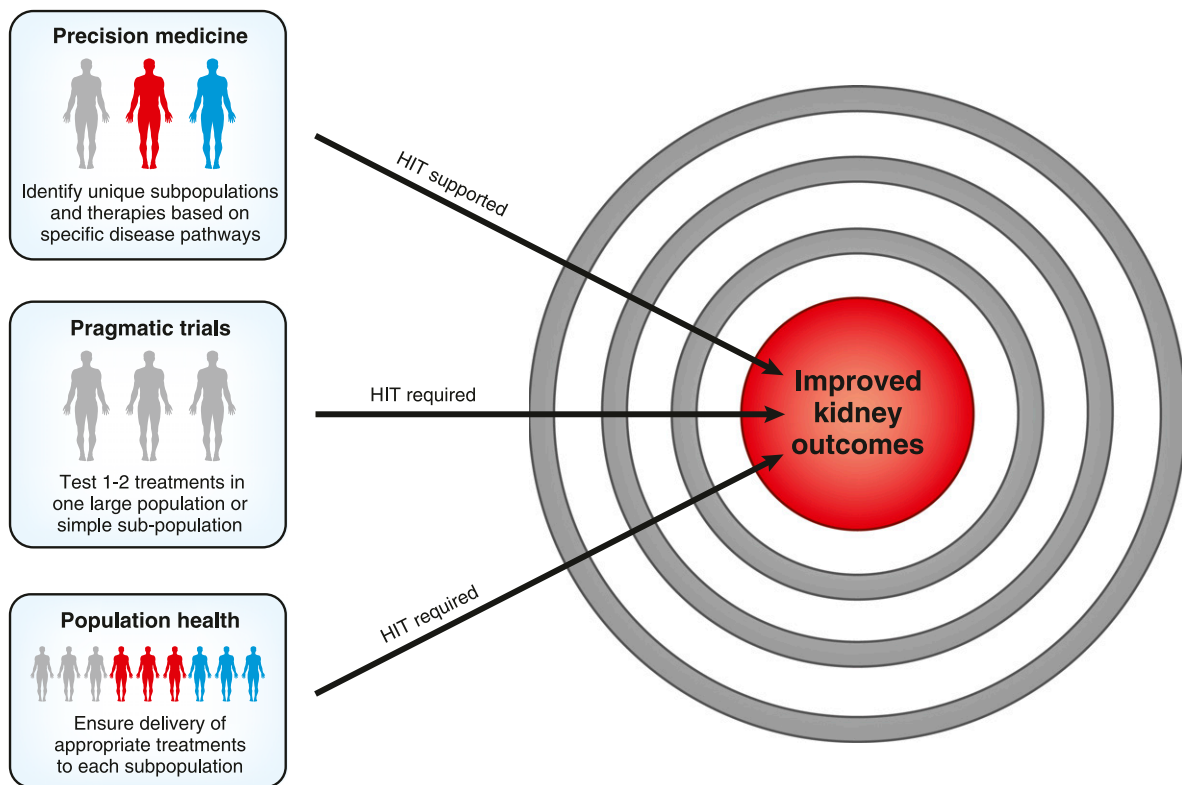 Precision medicine
Identify unique subpopulations
and therapies based on
specific disease pathways
HIT supported
Pragmatic trials
Test 1-2 treatments in
one large population or
simple sub-population
HIT required
Improved
kidney
outcomes
Population health
Ensure delivery of
appropriate treatments
to each subpopulation
HIT required